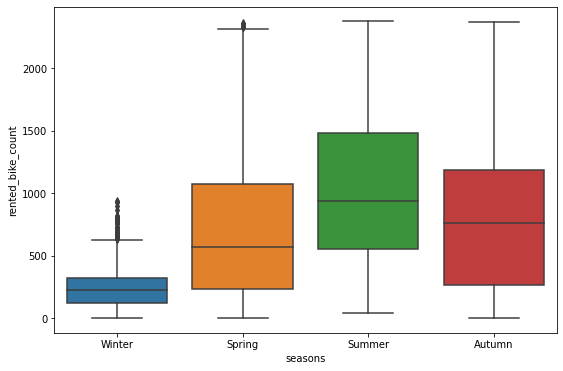 2000
1500
1000
500
0
rented_bike_count
Winter Spring Summer Autumn
seasons